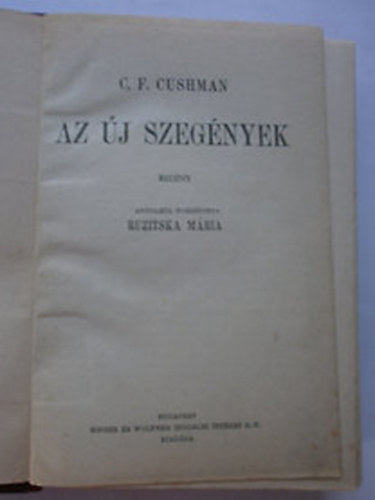 C. F. CUSHMAN
AZ ÚJ SZEGÉNYEK
REGÉNY
ANGOLBÓL FORDÍTOTTA
RUZITSKA MÁRIA
BUDAPEST
SINGER ÉS WOLFNER IRODALMI INTÉZET R.-T.
KIADÁSA